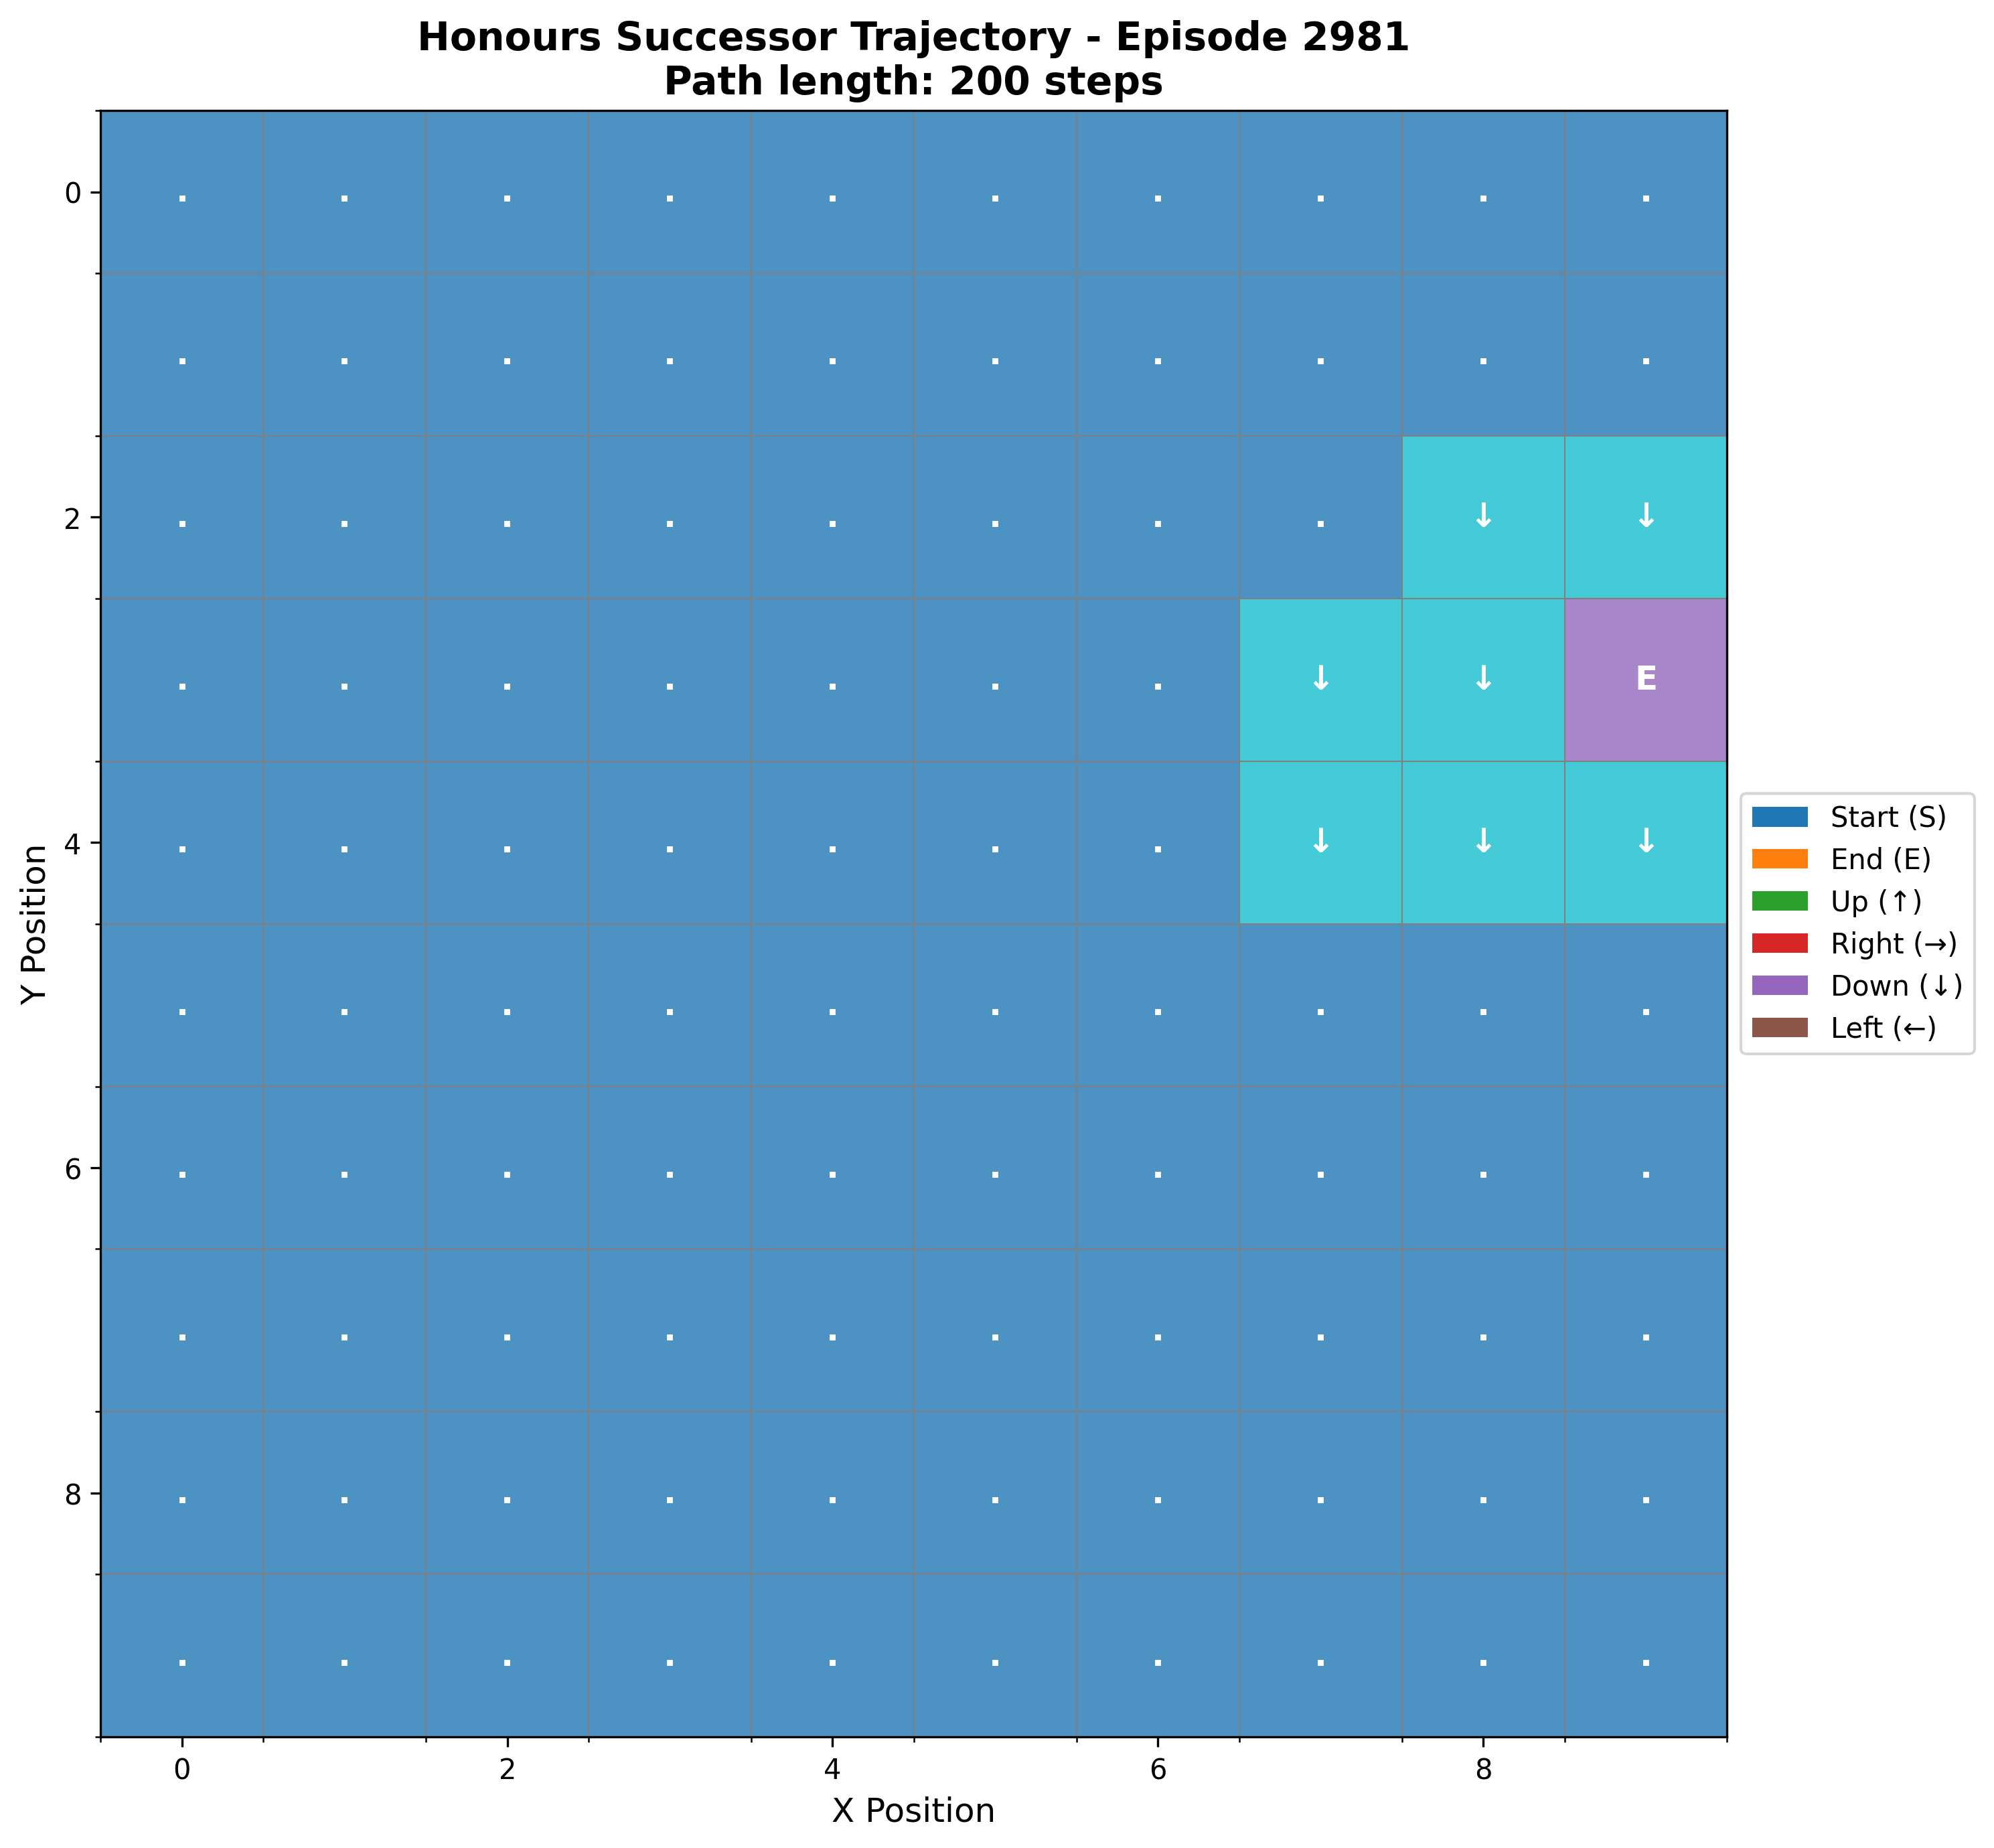 Honours Successor Trajectory - Episode 2981
Path length: 200 steps
0
2
↓ ↓
↓ ↓ E
4
↓ ↓ ↓
6
8
Y Position
0 2 4 6 8
X Position
Start (S)
End (E)
Up (↑)
Right (→)
Down (↓)
Left (←)